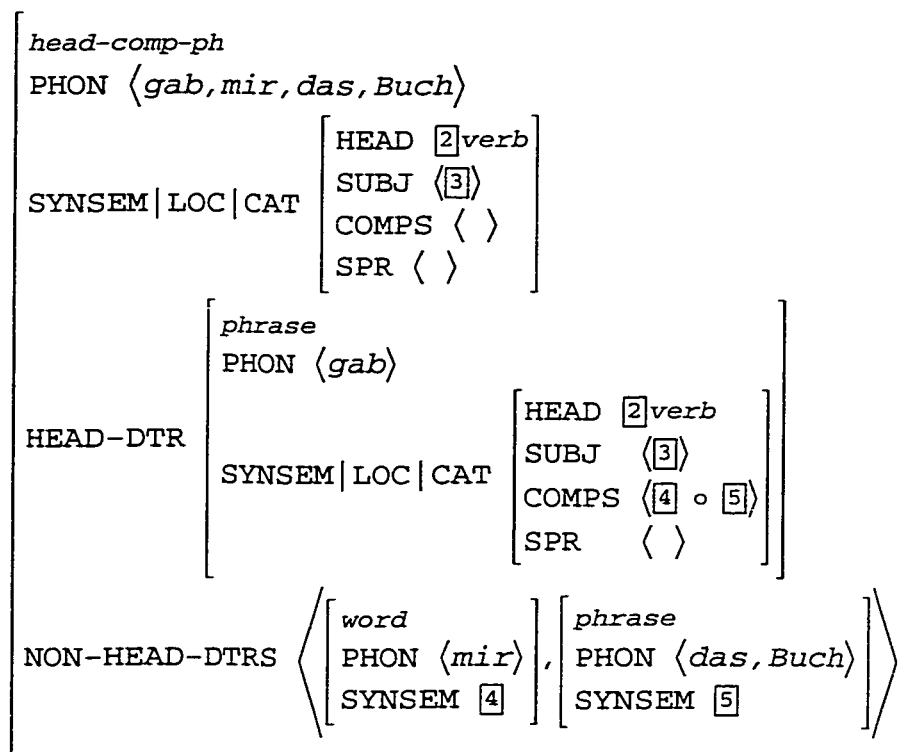 head-comp-ph
PHON ⟨gab,mir,das,Buch⟩
HEAD [2]verb
SUBJ ⟨[3]⟩
SYNSEM|LOC|CAT
COMPS ⟨ ⟩
SPR ⟨ ⟩
phrase
PHON ⟨gab⟩
HEAD [2]verb
HEAD-DTR
SUBJ ⟨[3]⟩
SYNSEM|LOC|CAT
COMPS ⟨[4] ∘ [5]⟩
SPR ⟨ ⟩
word phrase
NON-HEAD-DTRS ⟨ PHON ⟨mir⟩ , PHON ⟨das,Buch⟩ ⟩
SYNSEM [4] SYNSEM [5]